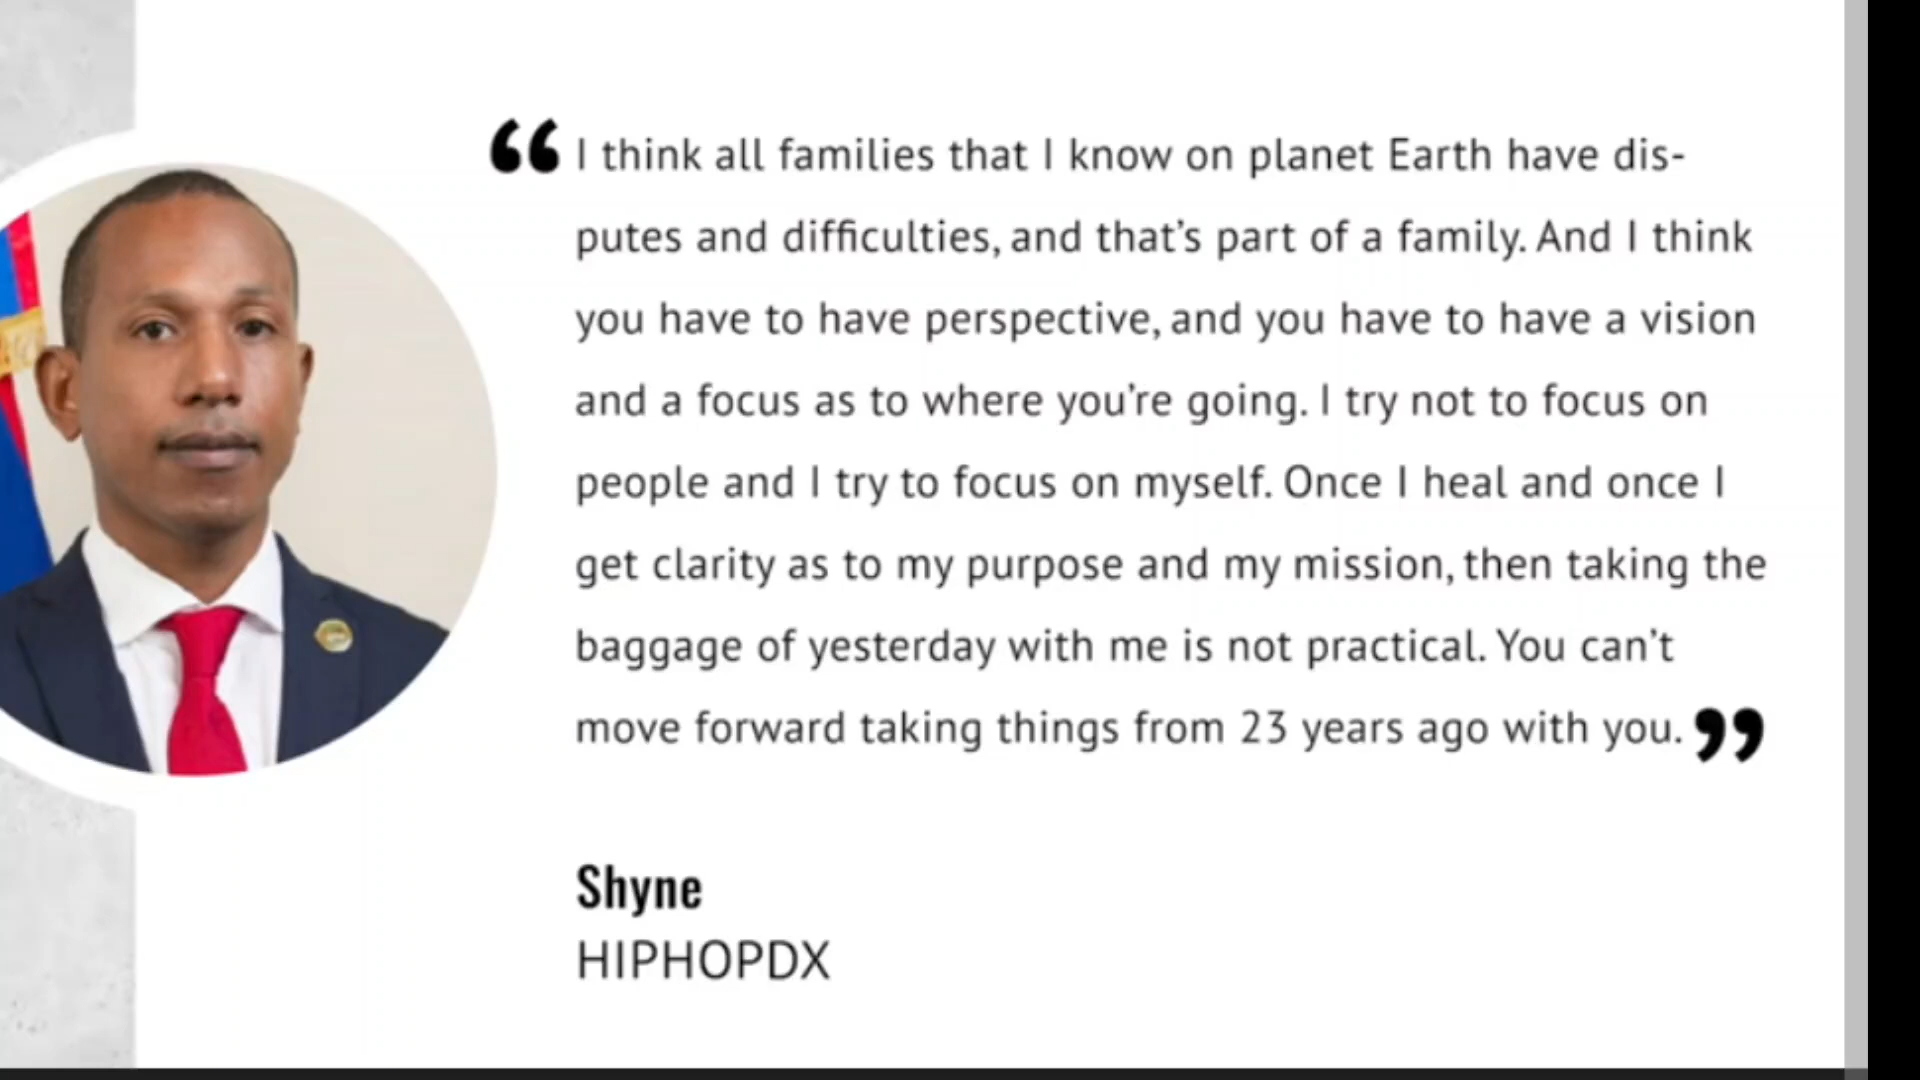 “I think all families that I know on planet Earth have dis-
putes and difficulties, and that’s part of a family. And I think
you have to have perspective, and you have to have a vision
and a focus as to where you’re going. I try not to focus on
people and I try to focus on myself. Once I heal and once I
get clarity as to my purpose and my mission, then taking the
baggage of yesterday with me is not practical. You can’t
move forward taking things from 23 years ago with you.”
Shyne
HIPHOPDX